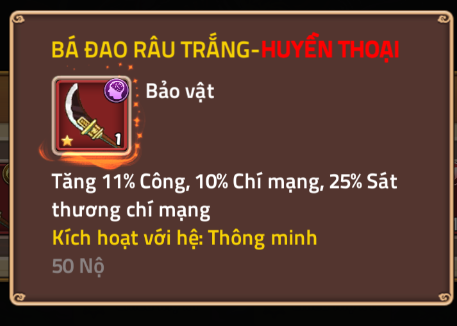 BÁ ĐAO RÂU TRẮNG-HUYỀN THOẠI
Bảo vật
1
Tăng 11% Công, 10% Chí mạng, 25% Sát
thương chí mạng
Kích hoạt với hệ: Thông minh
50 Nộ